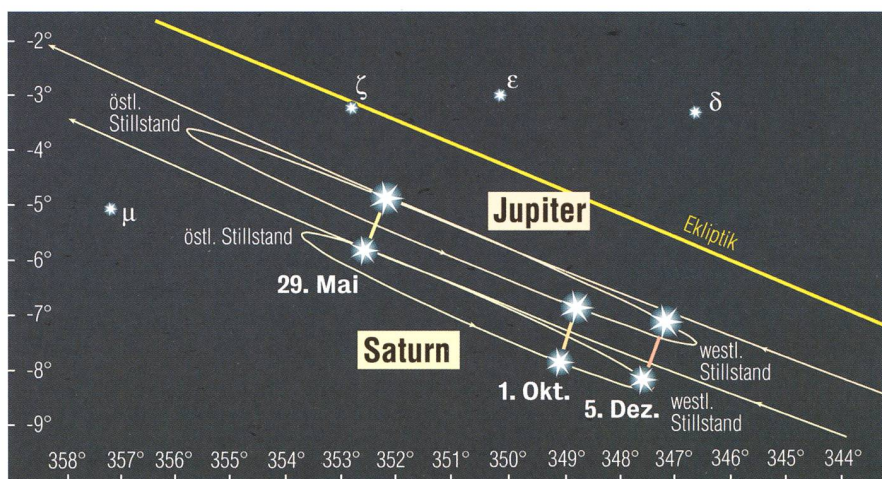 -2°
-3°
-4°
-5°
-6°
-7°
-8°
-9°
ζ
ε
δ
östl.
Stillstand
μ
Jupiter
Ekliptik
östl. Stillstand
29. Mai
Saturn
westl.
Stillstand
1. Okt.
5. Dez.
westl.
Stillstand
358° 357° 356° 355° 354° 353° 352° 351° 350° 349° 348° 347° 346° 345° 344°